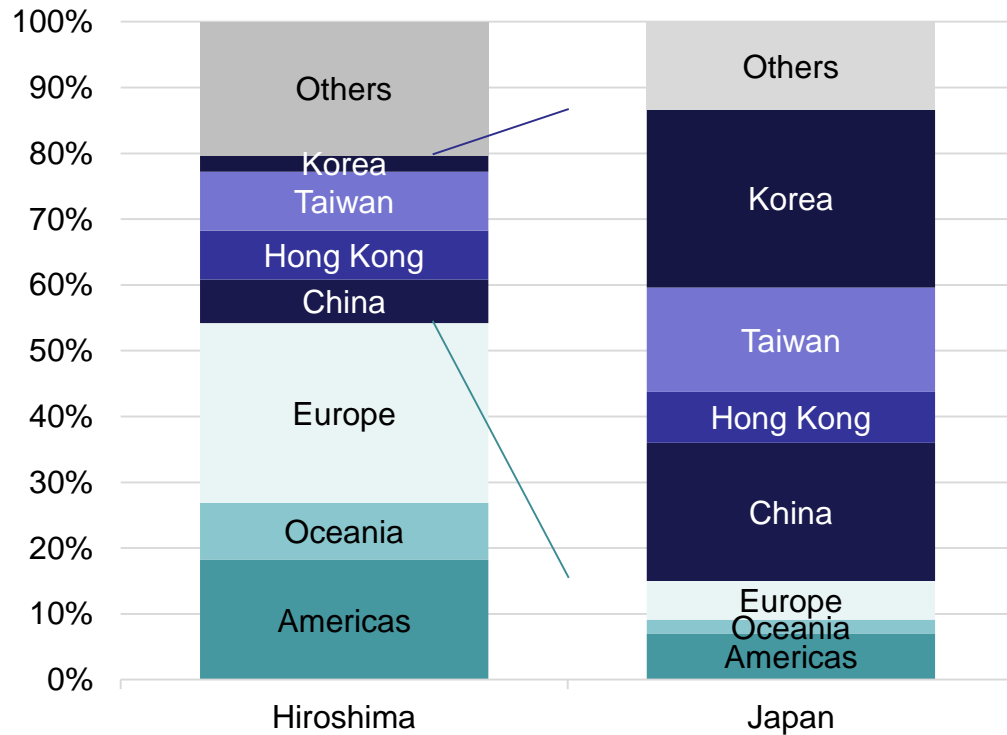 100%
90%
80%
70%
60%
50%
40%
30%
20%
10%
0%
Others
Korea
Taiwan
Hong Kong
China
Europe
Oceania
Americas
Others
Korea
Taiwan
Hong Kong
China
Europe
Oceania
Americas
Hiroshima
Japan